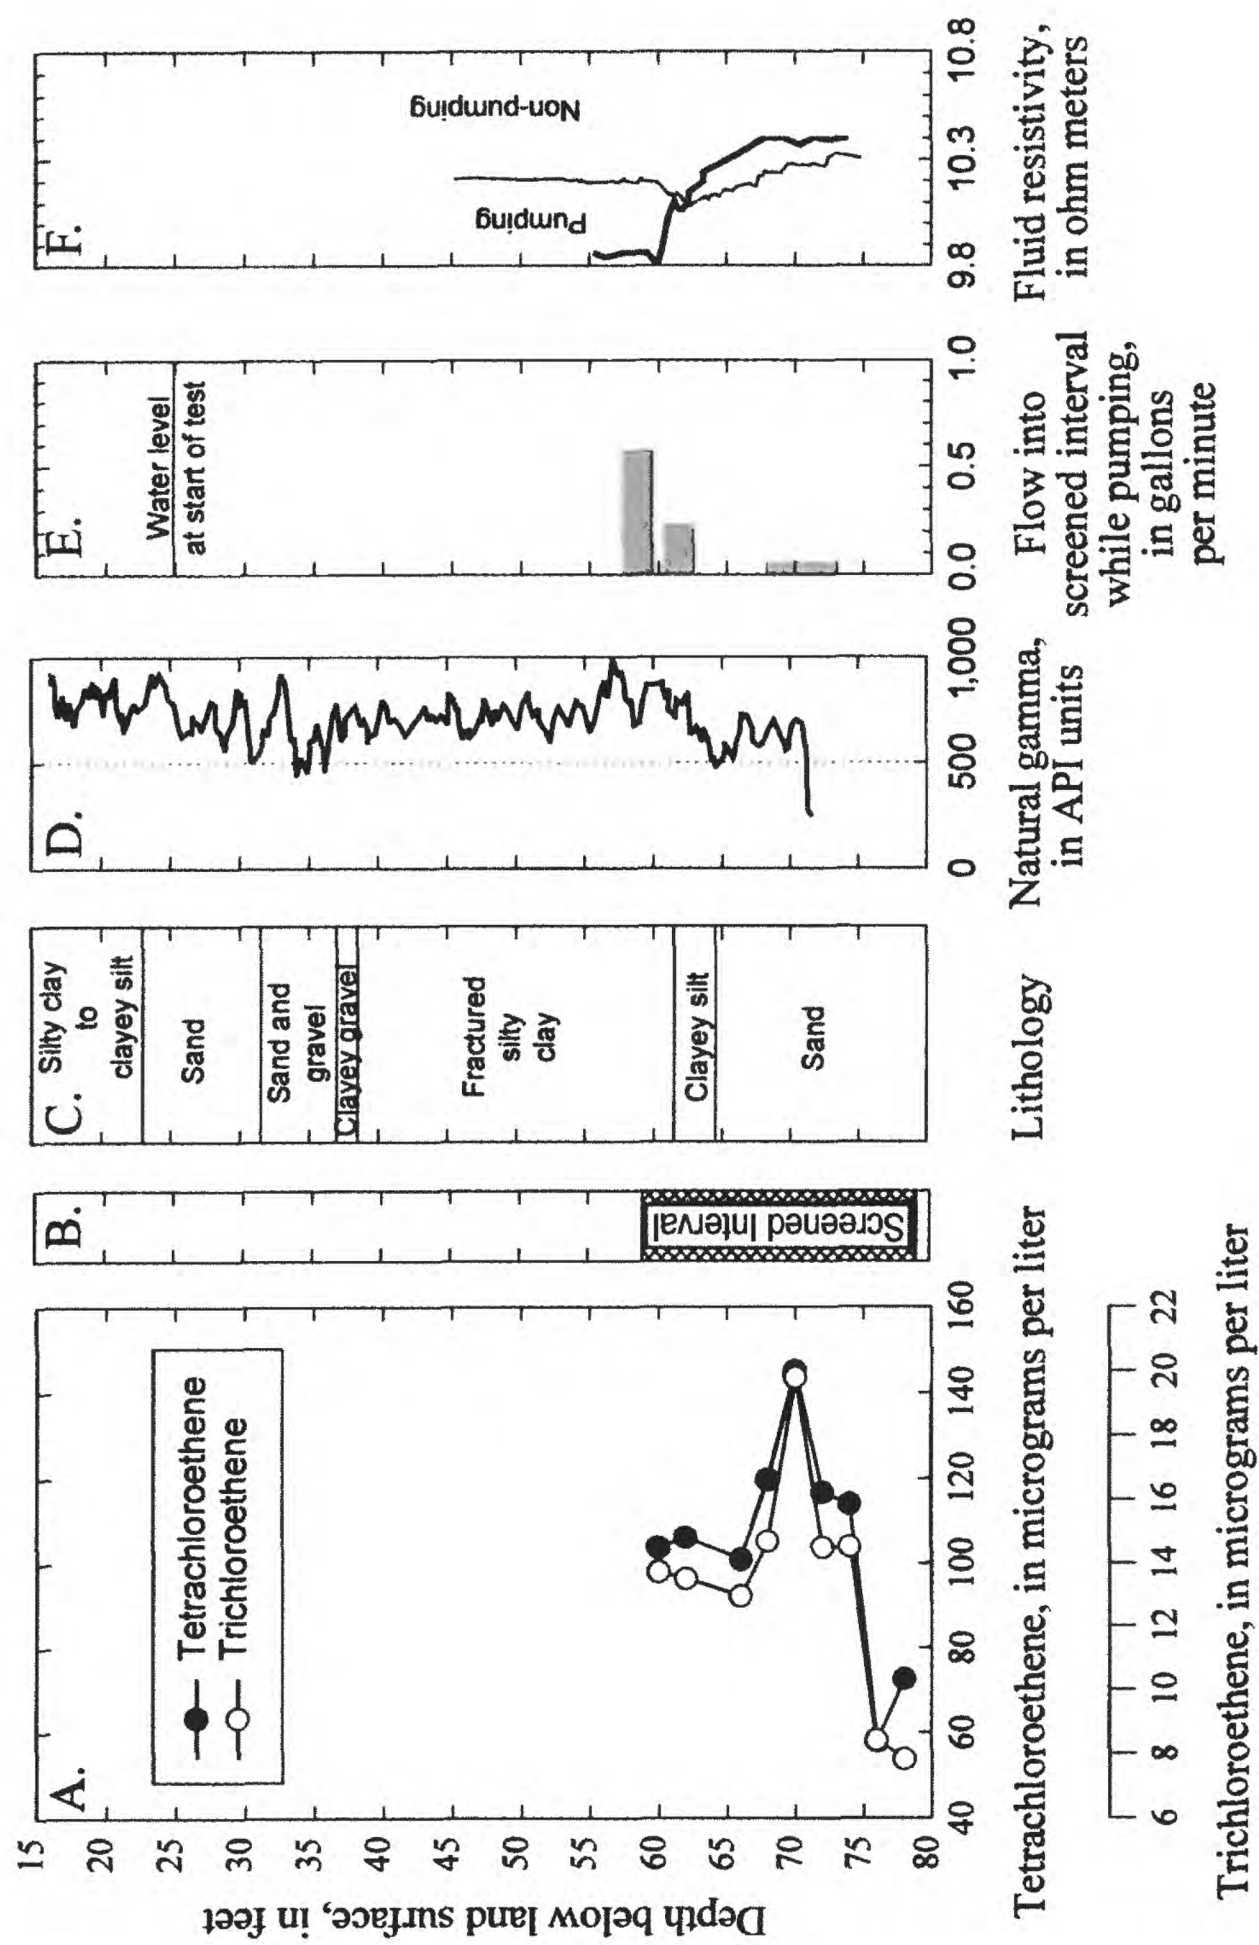 A.
Tetrachloroethene
Trichloroethene
15
20
25
30
35
40
45
50
55
60
65
70
75
80
Depth below land surface, in feet
40
60
80
100
120
140
160
Tetrachloroethene, in micrograms per liter
6
8
10
12
14
16
18
20
22
Trichloroethene, in micrograms per liter
B.
Screened Interval
C.
Silty clay
to
clayey silt
Sand
Sand and
gravel
Clayey gravel
Fractured
silty
clay
Clayey silt
Sand
Lithology
D.
0
500
1,000
Natural gamma,
in API units
E.
Water level
at start of test
0.0
0.5
1.0
Flow into
screened interval
while pumping,
in gallons
per minute
F.
Pumping
Non-pumping
9.8
10.3
10.8
Fluid resistivity,
in ohm meters